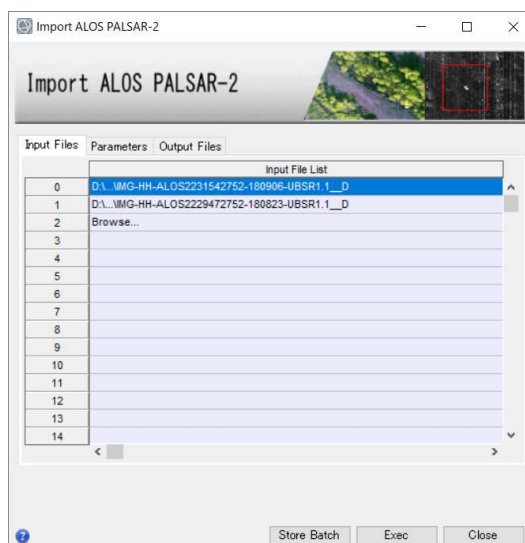 Import ALOS PALSAR-2
Import ALOS PALSAR-2
Input Files Parameters Output Files
Input File List
0 D:\...\IMG-HH-ALOS2231542752-180906-UBSR1.1__D
1 D:\...\IMG-HH-ALOS2229472752-180823-UBSR1.1__D
2 Browse...
3
4
5
6
7
8
9
10
11
12
13
14
Store Batch Exec Close